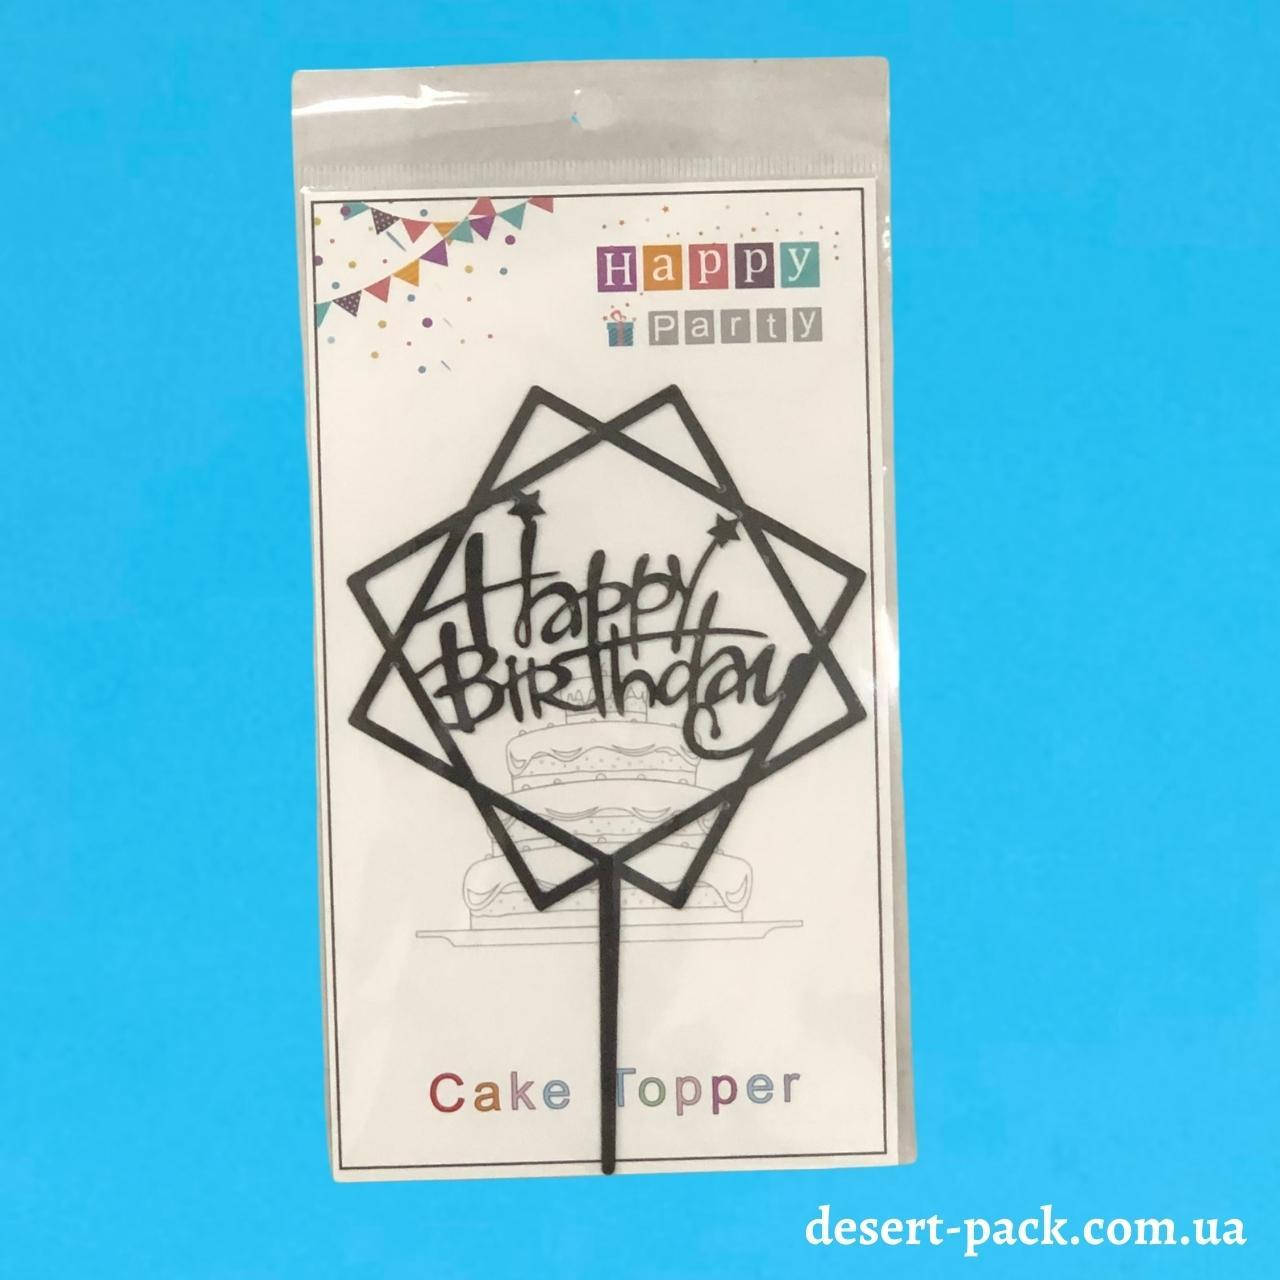 Happy
Party
Happy
Birthday
Cake Topper
desert-pack.com.ua